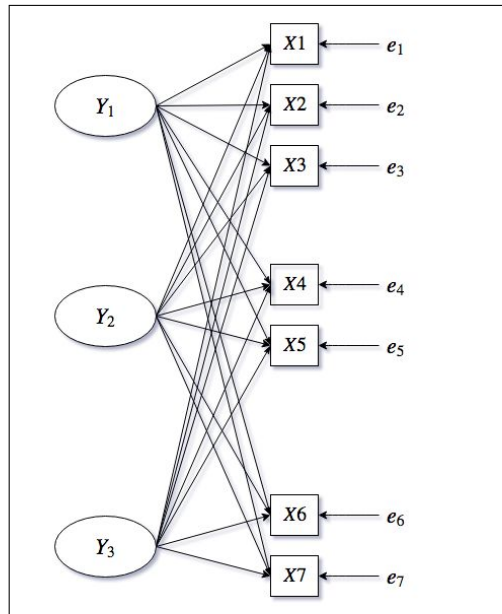 X1
e₁
Y₁
X2
e₂
X3
e₃
X4
e₄
Y₂
X5
e₅
X6
e₆
Y₃
X7
e₇